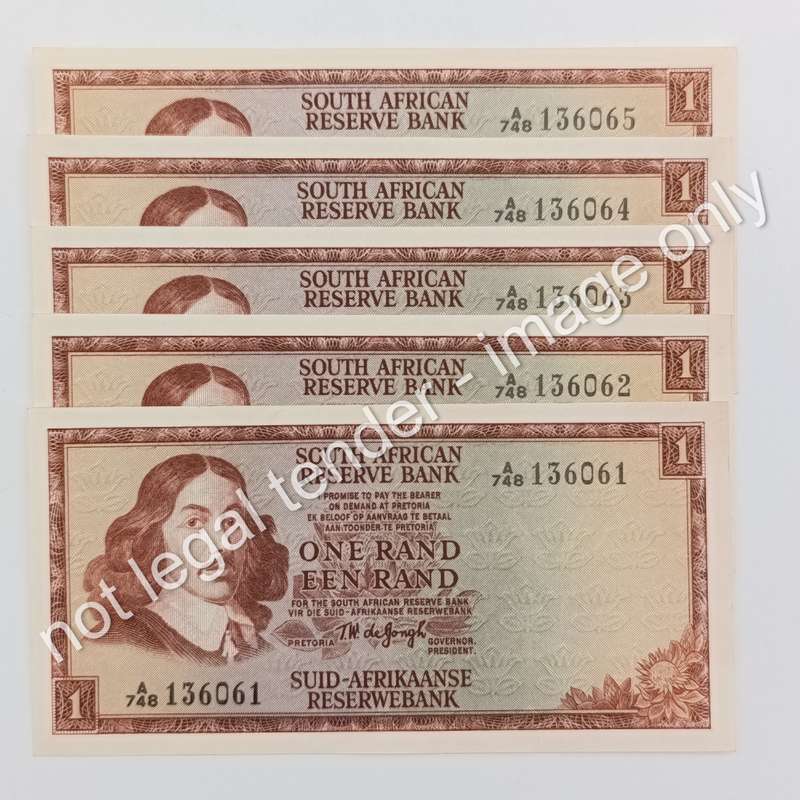 SOUTH AFRICAN
RESERVE BANK A/748 136065
1
SOUTH AFRICAN
RESERVE BANK A/748 136064
1
SOUTH AFRICAN
RESERVE BANK A/748 136063
1
SOUTH AFRICAN
RESERVE BANK A/748 136062
1
SOUTH AFRICAN
RESERVE BANK A/748 136061
1
I PROMISE TO PAY THE BEARER
ON DEMAND AT PRETORIA
EK BELOOF OP AANVRAAG TE BETAAL
AAN TOONDER TE PRETORIA
ONE RAND
EEN RAND
FOR THE SOUTH AFRICAN RESERVE BANK
VIR DIE SUID-AFRIKAANSE RESERWEBANK
PRETORIA T.W. de Jongh GOVERNOR.
PRESIDENT.
1 A/748 136061
SUID-AFRIKAANSE
RESERWEBANK
not legal tender - image only